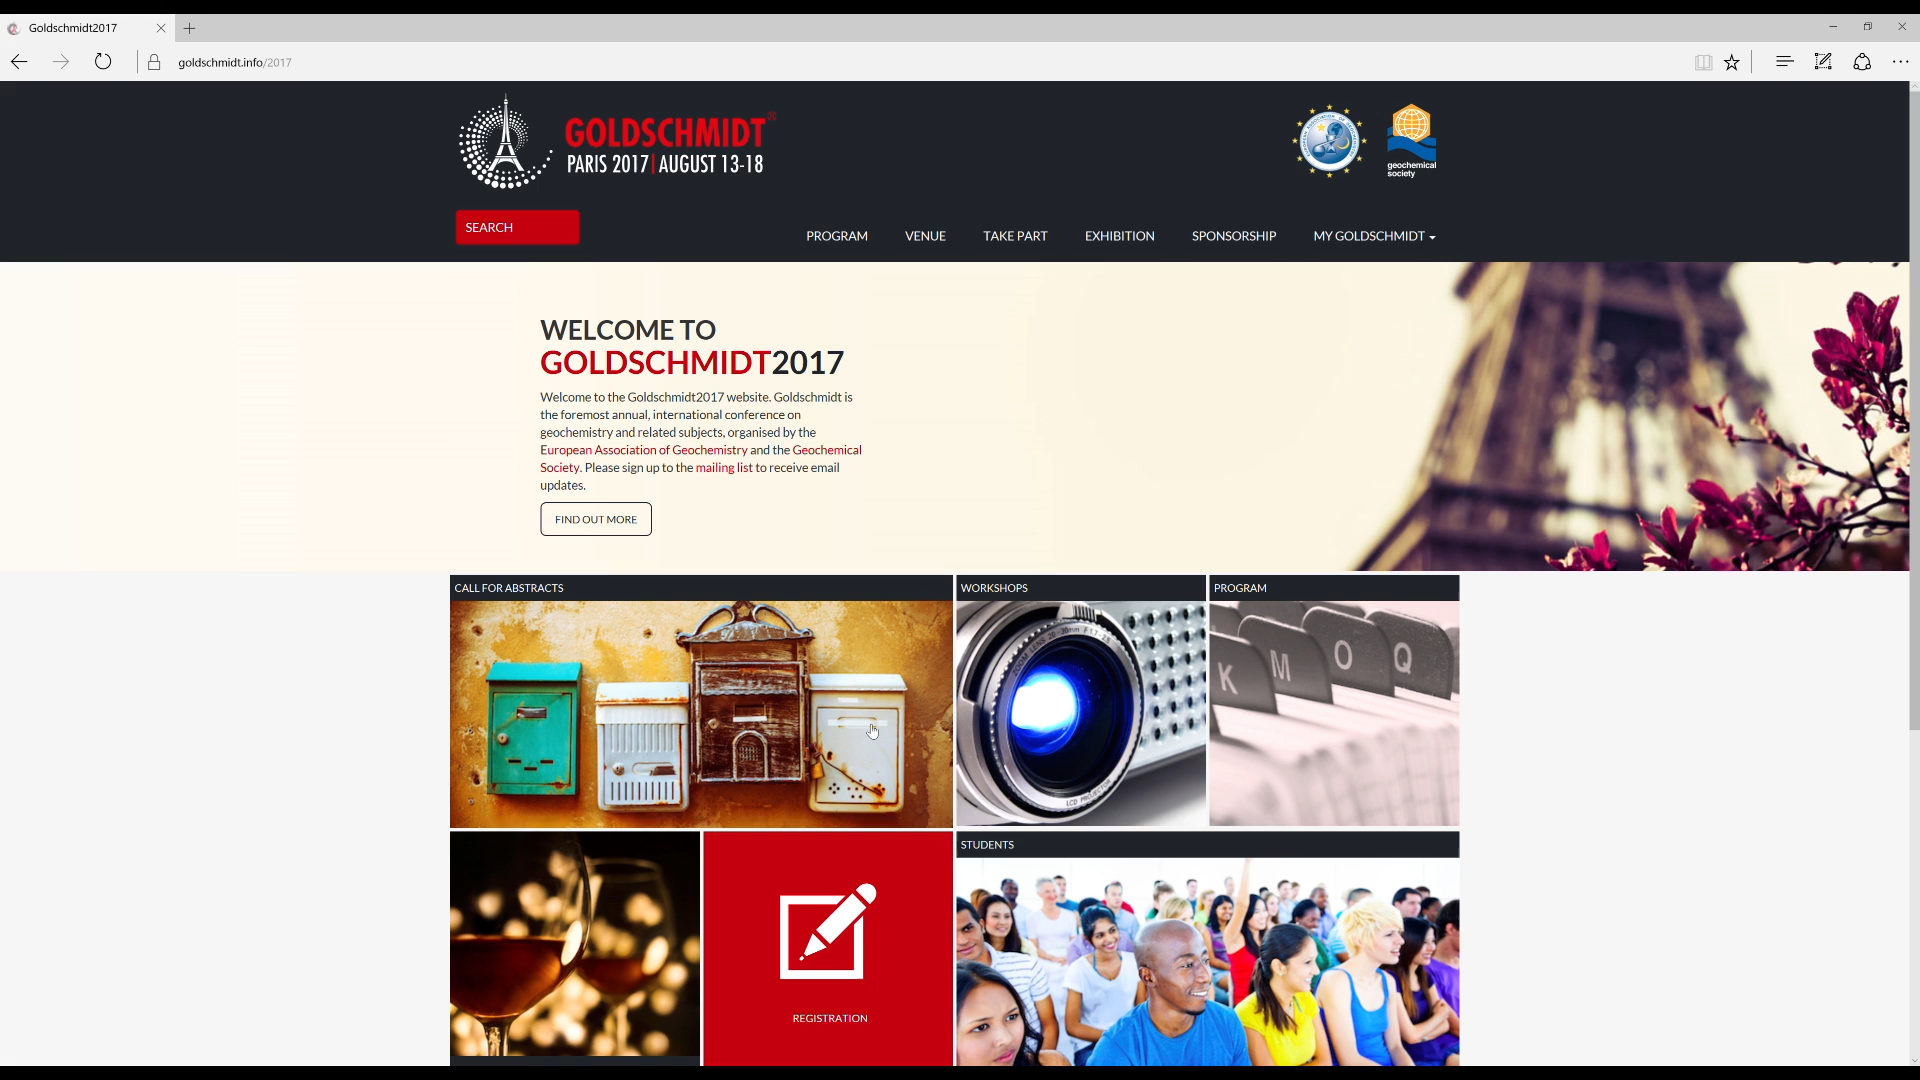 Goldschmidt2017
goldschmidt.info/2017
GOLDSCHMIDT
PARIS 2017 | AUGUST 13-18
geochemical
society
SEARCH
PROGRAM
VENUE
TAKE PART
EXHIBITION
SPONSORSHIP
MY GOLDSCHMIDT
WELCOME TO
GOLDSCHMIDT2017
Welcome to the Goldschmidt2017 website. Goldschmidt is
the foremost annual, international conference on
geochemistry and related subjects, organised by the
European Association of Geochemistry and the Geochemical
Society. Please sign up to the mailing list to receive email
updates.
FIND OUT MORE
CALL FOR ABSTRACTS
WORKSHOPS
PROGRAM
K M O Q
LCD PROJECTOR
STUDENTS
REGISTRATION